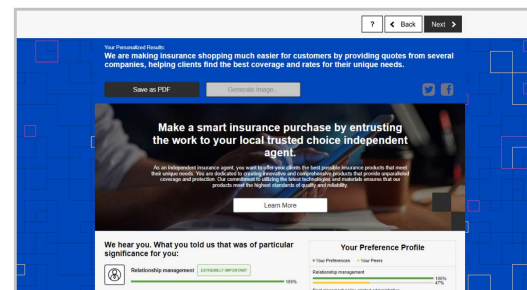 ?
Back
Next
Your Personalized Results:
We are making insurance shopping much easier for customers by providing quotes from several
companies, helping clients find the best coverage and rates for their unique needs.
Save as PDF
Generate Image...
Make a smart insurance purchase by entrusting
the work to your local trusted choice independent
agent.
As an independent insurance agent, you want to offer your clients the best possible insurance products that meet
their unique needs. You are dedicated to creating innovative and comprehensive products that provide unparalleled
coverage and protection. Our commitment to utilizing the latest technologies and materials ensures that our
products meet the highest standards of quality and reliability.
Learn More
We hear you. What you told us that was of particular
significance for you:
Relationship management
EXTREMELY IMPORTANT
100%
Your Preference Profile
Your Preferences
Your Peers
Relationship management
100%
47%